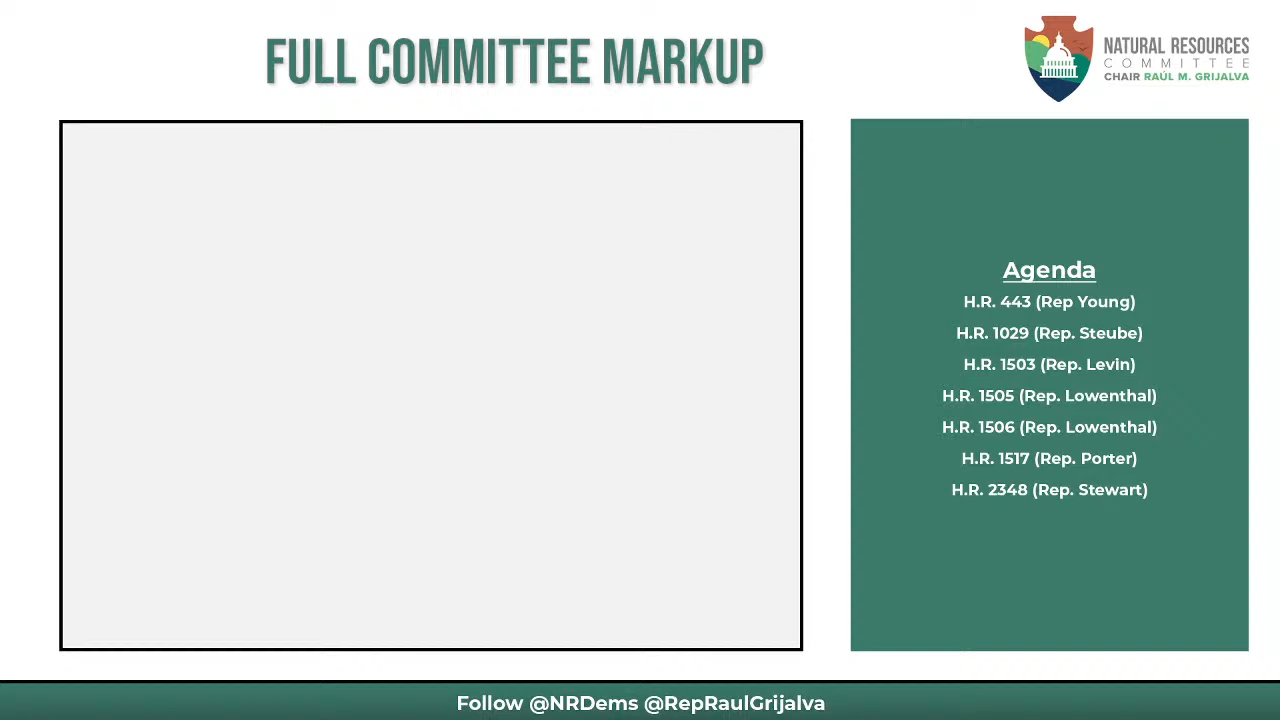 FULL COMMITTEE MARKUP
NATURAL RESOURCES
COMMITTEE
CHAIR RAÚL M. GRIJALVA
Agenda
H.R. 443 (Rep Young)
H.R. 1029 (Rep. Steube)
H.R. 1503 (Rep. Levin)
H.R. 1505 (Rep. Lowenthal)
H.R. 1506 (Rep. Lowenthal)
H.R. 1517 (Rep. Porter)
H.R. 2348 (Rep. Stewart)
Follow @NRDems @RepRaulGrijalva